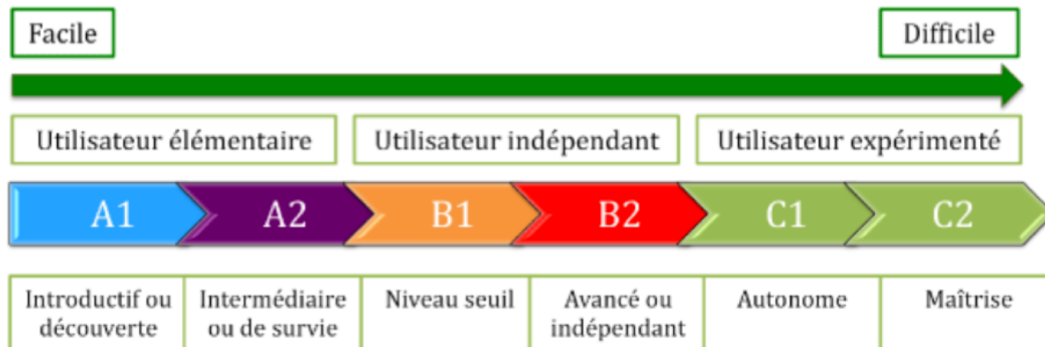 Facile Difficile
Utilisateur élémentaire Utilisateur indépendant Utilisateur expérimenté
A1 A2 B1 B2 C1 C2
Introductif ou Intermédiaire Niveau seuil Avancé ou Autonome Maîtrise
découverte ou de survie indépendant